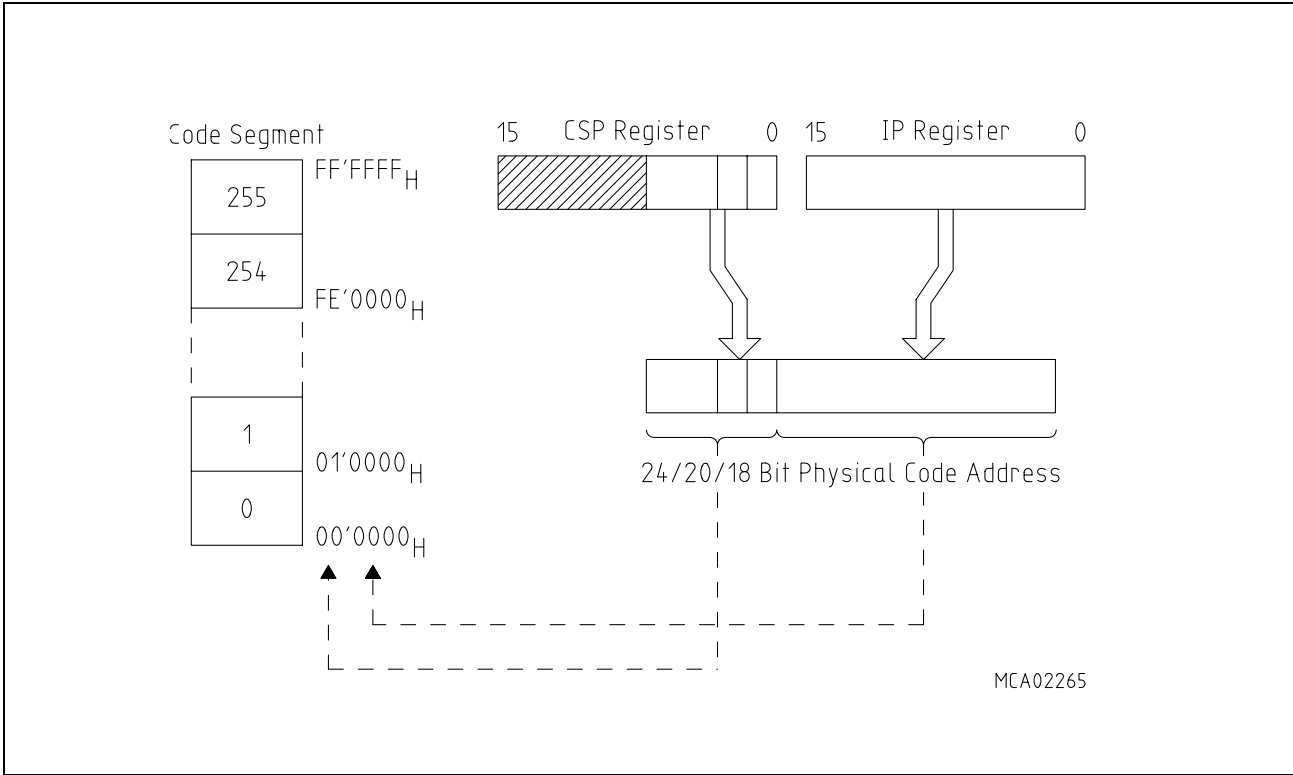 Code Segment
15 CSP Register 0 15 IP Register 0
FF'FFFFH
255
254
FE'0000H
1
01'0000H
0
00'0000H
24/20/18 Bit Physical Code Address
MCA02265